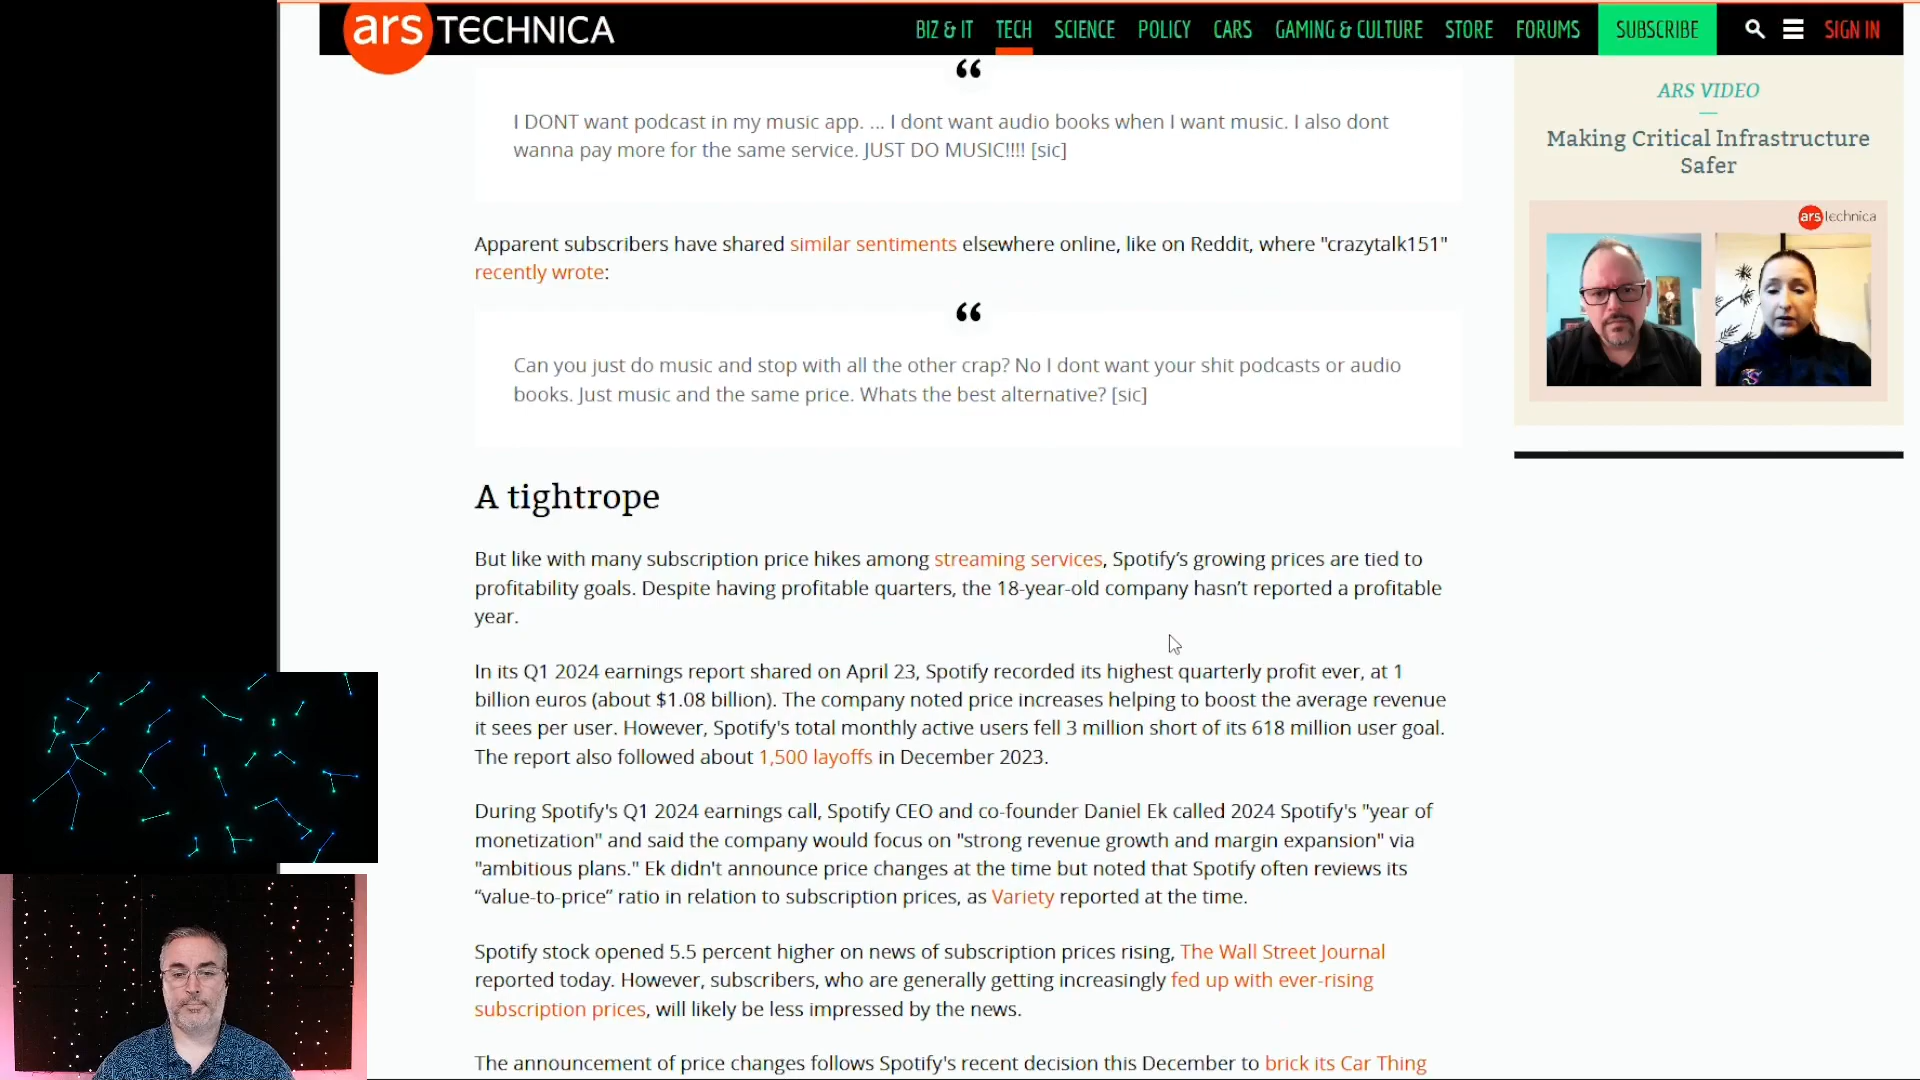 ars TECHNICA
BIZ & IT TECH SCIENCE POLICY CARS GAMING & CULTURE STORE FORUMS SUBSCRIBE SIGN IN
“
I DONT want podcast in my music app. ... I dont want audio books when I want music. I also dont
wanna pay more for the same service. JUST DO MUSIC!!!! [sic]
Apparent subscribers have shared similar sentiments elsewhere online, like on Reddit, where "crazytalk151"
recently wrote:
“
Can you just do music and stop with all the other crap? No I dont want your shit podcasts or audio
books. Just music and the same price. Whats the best alternative? [sic]
A tightrope
But like with many subscription price hikes among streaming services, Spotify’s growing prices are tied to
profitability goals. Despite having profitable quarters, the 18-year-old company hasn’t reported a profitable
year.
In its Q1 2024 earnings report shared on April 23, Spotify recorded its highest quarterly profit ever, at 1
billion euros (about $1.08 billion). The company noted price increases helping to boost the average revenue
it sees per user. However, Spotify's total monthly active users fell 3 million short of its 618 million user goal.
The report also followed about 1,500 layoffs in December 2023.
During Spotify's Q1 2024 earnings call, Spotify CEO and co-founder Daniel Ek called 2024 Spotify's "year of
monetization" and said the company would focus on "strong revenue growth and margin expansion" via
"ambitious plans." Ek didn't announce price changes at the time but noted that Spotify often reviews its
“value-to-price” ratio in relation to subscription prices, as Variety reported at the time.
Spotify stock opened 5.5 percent higher on news of subscription prices rising, The Wall Street Journal
reported today. However, subscribers, who are generally getting increasingly fed up with ever-rising
subscription prices, will likely be less impressed by the news.
The announcement of price changes follows Spotify's recent decision this December to brick its Car Thing
ARS VIDEO
Making Critical Infrastructure
Safer
ars technica